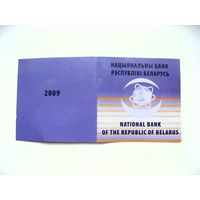 2009
НАЦЫЯНАЛЬНЫ БАНК
РЭСПУБЛІКІ БЕЛАРУСЬ
NATIONAL BANK
OF THE REPUBLIC OF BELARUS